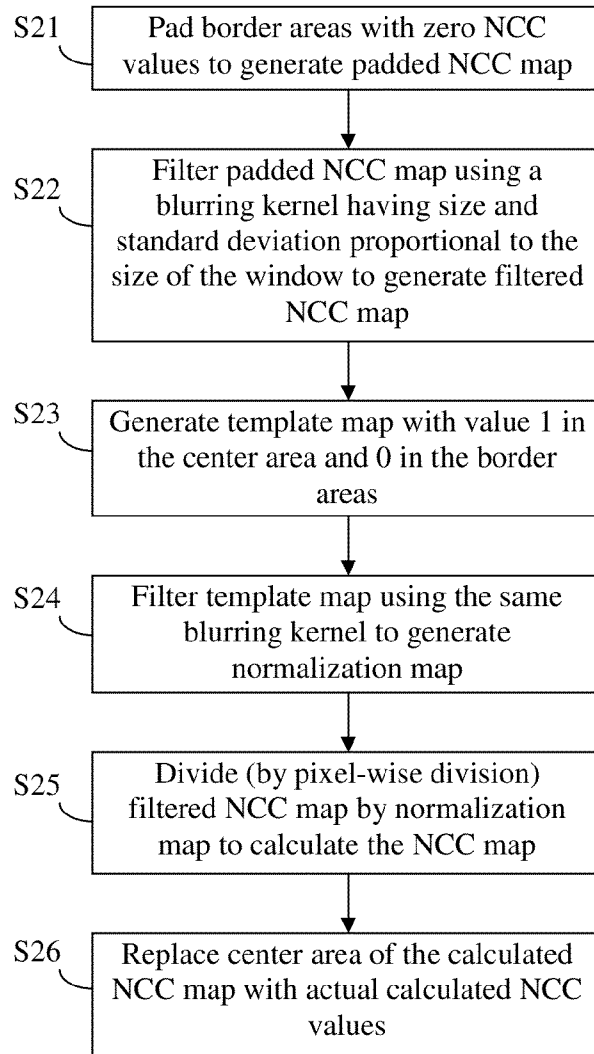 S21
Pad border areas with zero NCC
values to generate padded NCC map
S22
Filter padded NCC map using a
blurring kernel having size and
standard deviation proportional to the
size of the window to generate filtered
NCC map
S23
Generate template map with value 1 in
the center area and 0 in the border
areas
S24
Filter template map using the same
blurring kernel to generate
normalization map
S25
Divide (by pixel-wise division)
filtered NCC map by normalization
map to calculate the NCC map
S26
Replace center area of the calculated
NCC map with actual calculated NCC
values